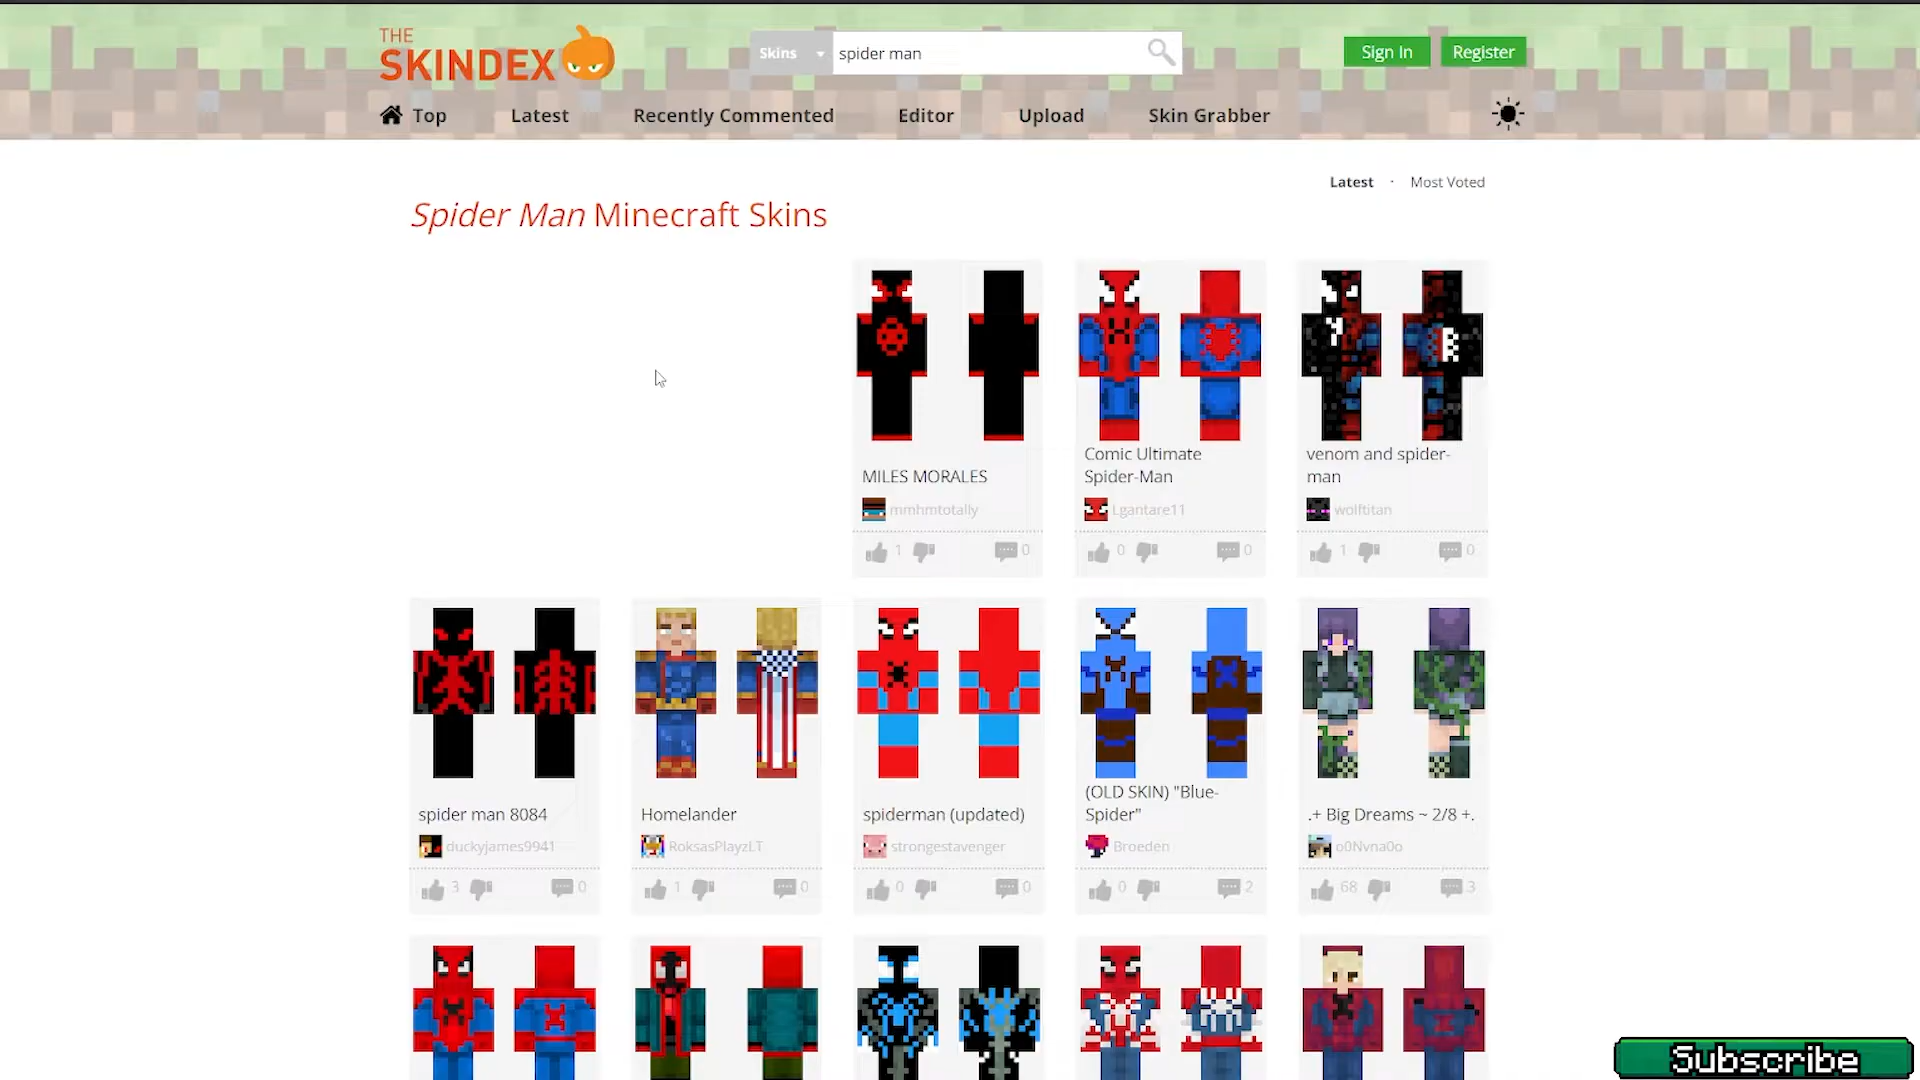 THE
SKINDEX
Skins
spider man
Sign In
Register
Top
Latest
Recently Commented
Editor
Upload
Skin Grabber
Latest · Most Voted
Spider Man Minecraft Skins
MILES MORALES
mmhmtotally
1
0
Comic Ultimate
Spider-Man
Lgantare11
0
0
venom and spider-
man
wolftitan
1
0
spider man 8084
duckyjames9941
3
0
Homelander
RoksasPlayzLT
1
0
spiderman (updated)
strongestavenger
0
0
(OLD SKIN) "Blue-
Spider"
Broeden
0
2
.+ Big Dreams ~ 2/8 +.
o0Nvna0o
68
3
Subscribe